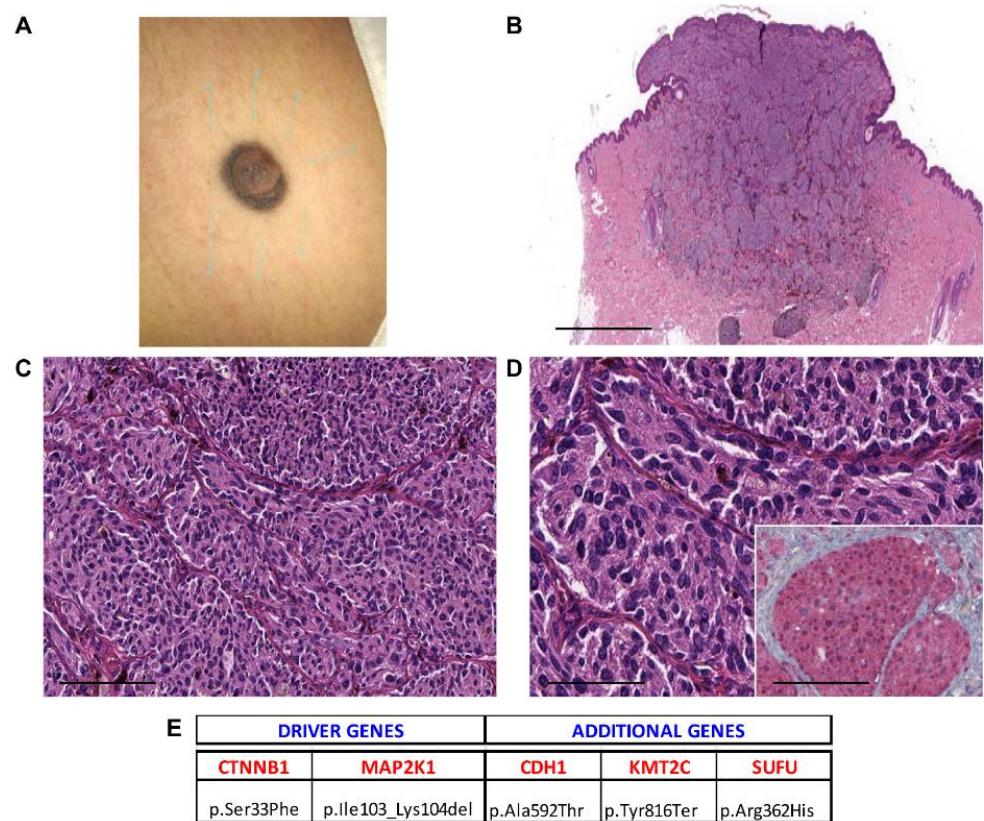 A
B
C
D
E
DRIVER GENES ADDITIONAL GENES
CTNNB1 MAP2K1 CDH1 KMT2C SUFU
p.Ser33Phe p.Ile103_Lys104del p.Ala592Thr p.Tyr816Ter p.Arg362His